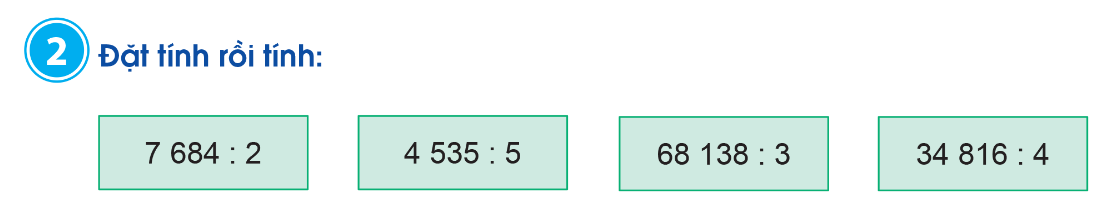 2 Đặt tính rồi tính:
7 684 : 2 4 535 : 5 68 138 : 3 34 816 : 4